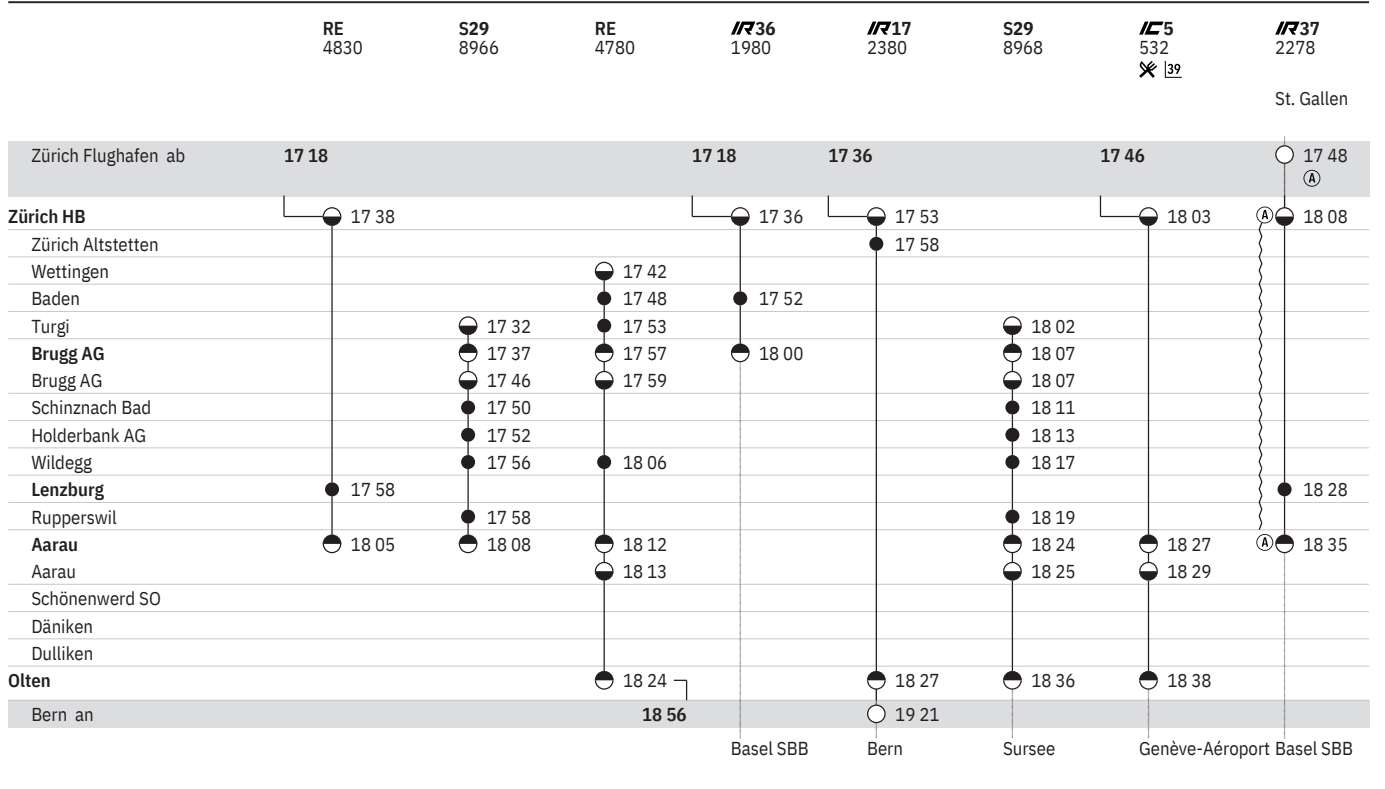 RE S29 RE IR36 IR17 S29 IC5 IR37
4830 8966 4780 1980 2380 8968 532 2278
39
St. Gallen
Zürich Flughafen ab 17 18 17 18 17 36 17 46 17 48
A
Zürich HB 17 38 17 36 17 53 18 03 A 18 08
Zürich Altstetten 17 58
Wettingen 17 42
Baden 17 48 17 52
Turgi 17 32 17 53 18 02
Brugg AG 17 37 17 57 18 00 18 07
Brugg AG 17 46 17 59 18 07
Schinznach Bad 17 50 18 11
Holderbank AG 17 52 18 13
Wildegg 17 56 18 06 18 17
Lenzburg 17 58 18 28
Rupperswil 17 58 18 19
Aarau 18 05 18 08 18 12 18 24 18 27 A 18 35
Aarau 18 13 18 25 18 29
Schönenwerd SO
Däniken
Dulliken
Olten 18 24 18 27 18 36 18 38
Bern an 18 56 19 21
Basel SBB Bern Sursee Genève-Aéroport Basel SBB